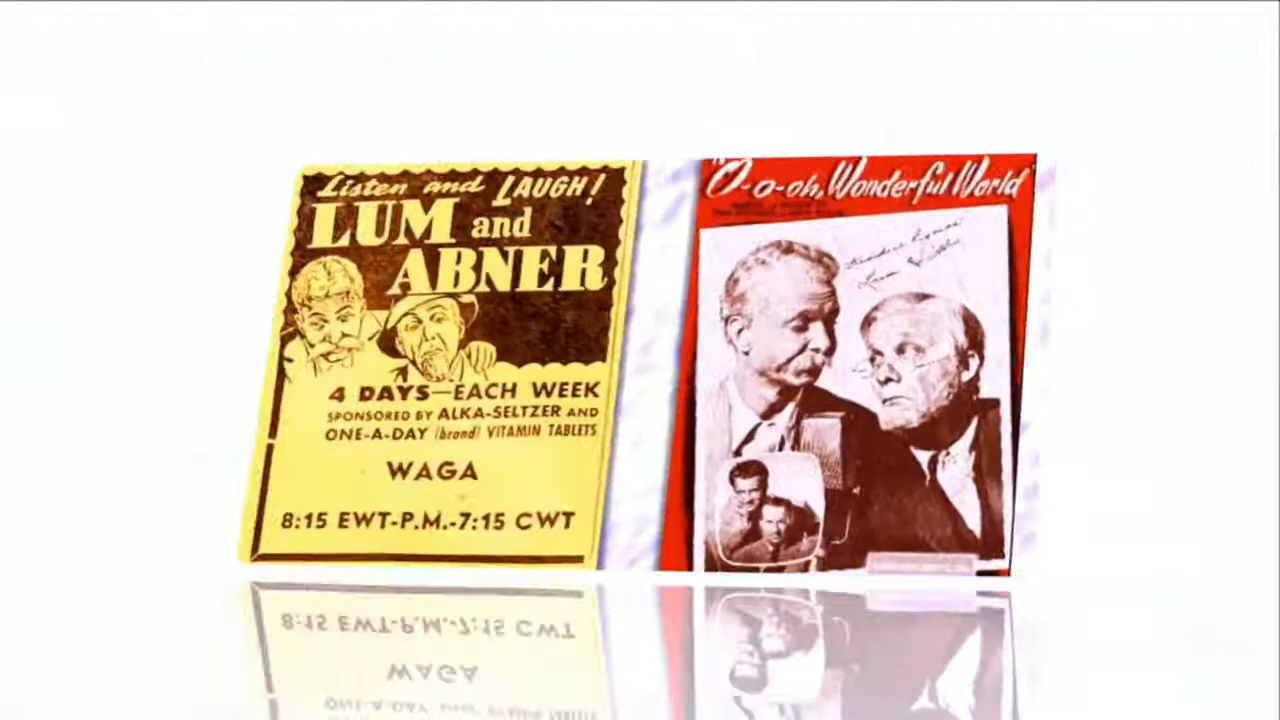 Listen and LAUGH!
LUM and
ABNER
4 DAYS—EACH WEEK
SPONSORED BY ALKA-SELTZER AND
ONE-A-DAY (brand) VITAMIN TABLETS
WAGA
8:15 EWT-P.M.-7:15 CWT
"O-o-oh, Wonderful World